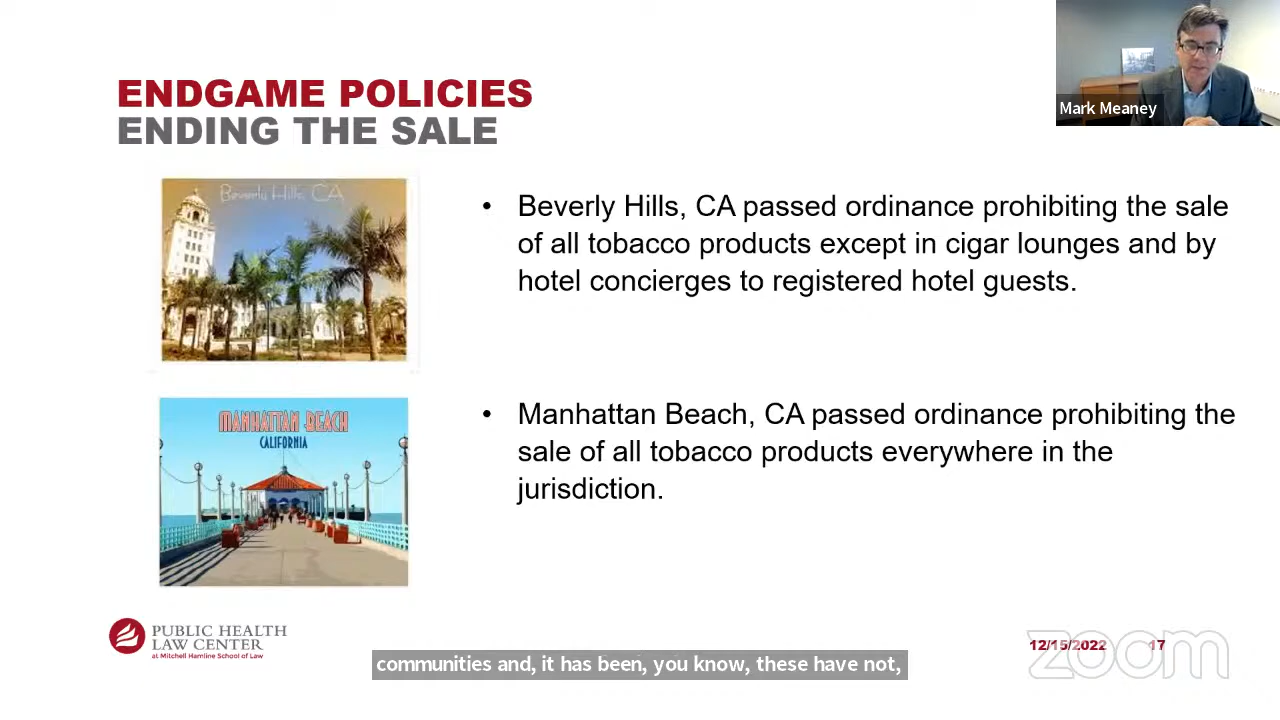 Mark Meaney
ENDGAME POLICIES
ENDING THE SALE
Beverly Hills, CA
• Beverly Hills, CA passed ordinance prohibiting the sale
of all tobacco products except in cigar lounges and by
hotel concierges to registered hotel guests.
MANHATTAN BEACH
CALIFORNIA
• Manhattan Beach, CA passed ordinance prohibiting the
sale of all tobacco products everywhere in the
jurisdiction.
PUBLIC HEALTH
LAW CENTER
at Mitchell Hamline School of Law
12/15/2022 17
zoom
communities and, it has been, you know, these have not,